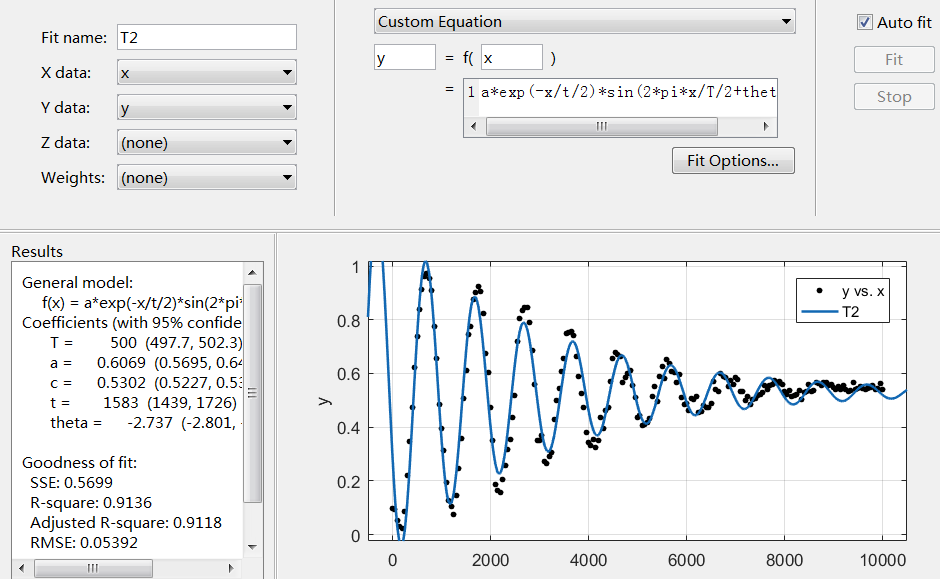 Fit name: T2
X data: x
Y data: y
Z data: (none)
Weights: (none)
Custom Equation
y = f( x )
= 1 a*exp(-x/t/2)*sin(2*pi*x/T/2+thet
Fit Options...
Auto fit
Fit
Stop
Results
General model:
f(x) = a*exp(-x/t/2)*sin(2*pi*
Coefficients (with 95% confide
T = 500 (497.7, 502.3)
a = 0.6069 (0.5695, 0.64
c = 0.5302 (0.5227, 0.53
t = 1583 (1439, 1726)
theta = -2.737 (-2.801, -
Goodness of fit:
SSE: 0.5699
R-square: 0.9136
Adjusted R-square: 0.9118
RMSE: 0.05392
y vs. x
T2
1
0.8
0.6
0.4
0.2
0
y
0 2000 4000 6000 8000 10000